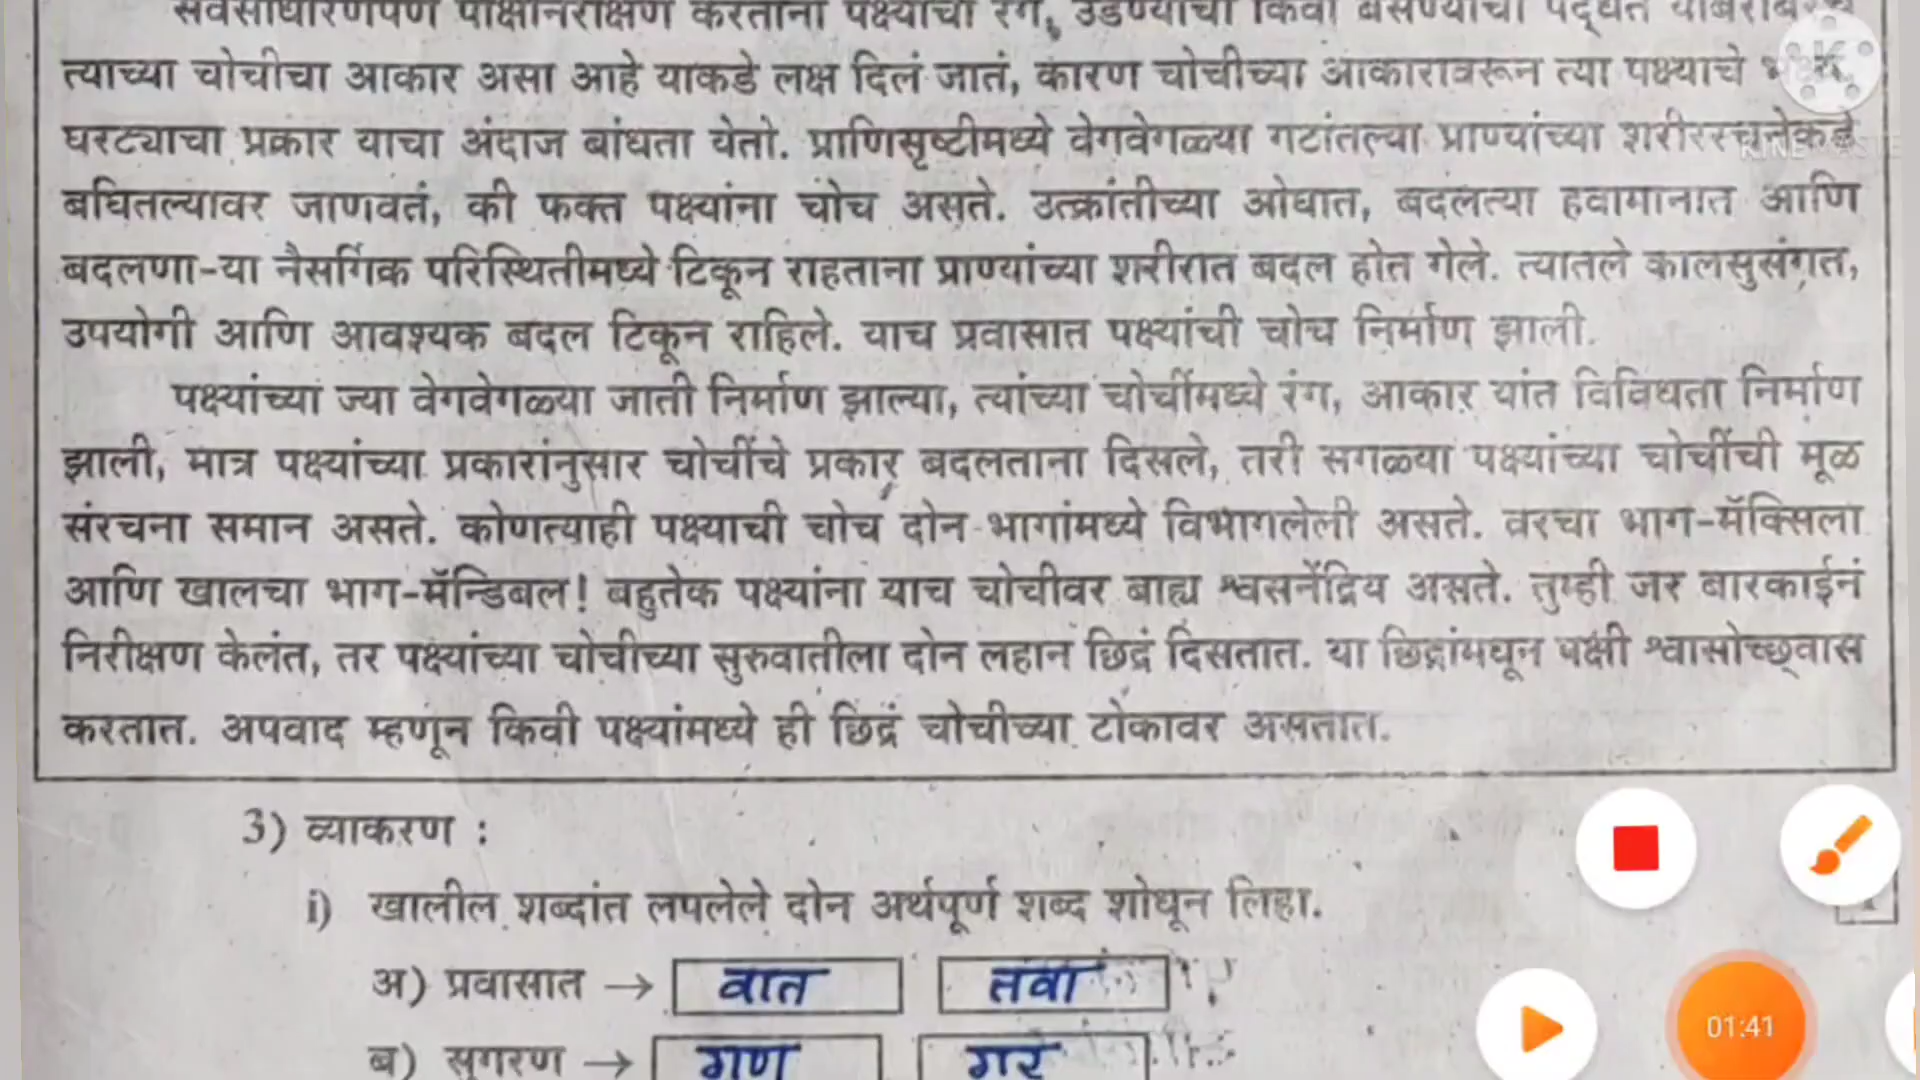 सर्वसाधारणपणे पक्षीनिरीक्षण करताना पक्ष्याचा रंग, उडण्याची किंवा बसण्याची पद्धत यांबरोबरच
त्याच्या चोचीचा आकार असा आहे याकडे लक्ष दिलं जातं, कारण चोचीच्या आकारावरून त्या पक्ष्याचे
घरट्याचा प्रकार याचा अंदाज बांधता येतो. प्राणिसृष्टीमध्ये वेगवेगळ्या गटांतल्या प्राण्यांच्या शरीररचनेकडे
बघितल्यावर जाणवतं, की फक्त पक्ष्यांना चोच असते. उत्क्रांतीच्या ओघात, बदलत्या हवामानात आणि
बदलणा-या नैसर्गिक परिस्थितीमध्ये टिकून राहताना प्राण्यांच्या शरीरात बदल होत गेले. त्यातले कालसुसंगत,
उपयोगी आणि आवश्यक बदल टिकून राहिले. याच प्रवासात पक्ष्यांची चोच निर्माण झाली.
पक्ष्यांच्या ज्या वेगवेगळ्या जाती निर्माण झाल्या, त्यांच्या चोचींमध्ये रंग, आकार यांत विविधता निर्माण
झाली, मात्र पक्ष्यांच्या प्रकारांनुसार चोचींचे प्रकार बदलताना दिसले, तरी सगळ्या पक्ष्यांच्या चोचींची मूळ
संरचना समान असते. कोणत्याही पक्ष्याची चोच दोन भागांमध्ये विभागलेली असते. वरचा भाग-मॅक्सिला
आणि खालचा भाग-मॅन्डिबल! बहुतेक पक्ष्यांना याच चोचीवर बाह्य श्वसनेंद्रिय असते. तुम्ही जर बारकाईनं
निरीक्षण केलंत, तर पक्ष्यांच्या चोचीच्या सुरुवातीला दोन लहान छिद्रं दिसतात. या छिद्रांमधून पक्षी श्वासोच्छ्वास
करतात. अपवाद म्हणून किवी पक्ष्यांमध्ये ही छिद्रं चोचीच्या टोकावर असतात.
3) व्याकरण :
i) खालील शब्दांत लपलेले दोन अर्थपूर्ण शब्द शोधून लिहा.
अ) प्रवासात → वात तवा
ब) सुगरण → गण गर
01:41